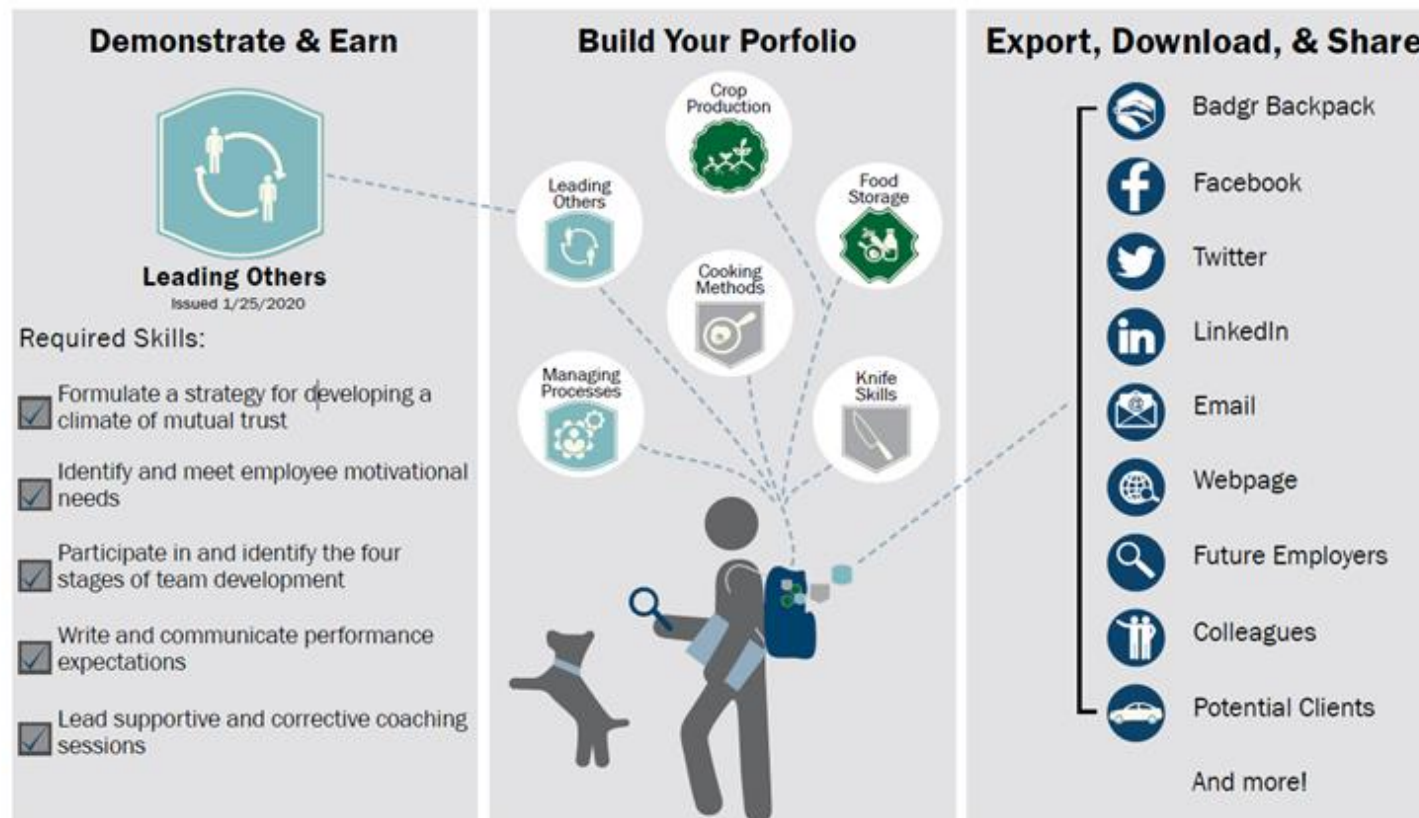 Demonstrate & Earn
Leading Others
Issued 1/25/2020
Required Skills:
Formulate a strategy for developing a
climate of mutual trust
Identify and meet employee motivational
needs
Participate in and identify the four
stages of team development
Write and communicate performance
expectations
Lead supportive and corrective coaching
sessions
Build Your Porfolio
Crop
Production
Leading
Others
Food
Storage
Cooking
Methods
Managing
Processes
Knife
Skills
Export, Download, & Share
Badgr Backpack
Facebook
Twitter
LinkedIn
Email
Webpage
Future Employers
Colleagues
Potential Clients
And more!